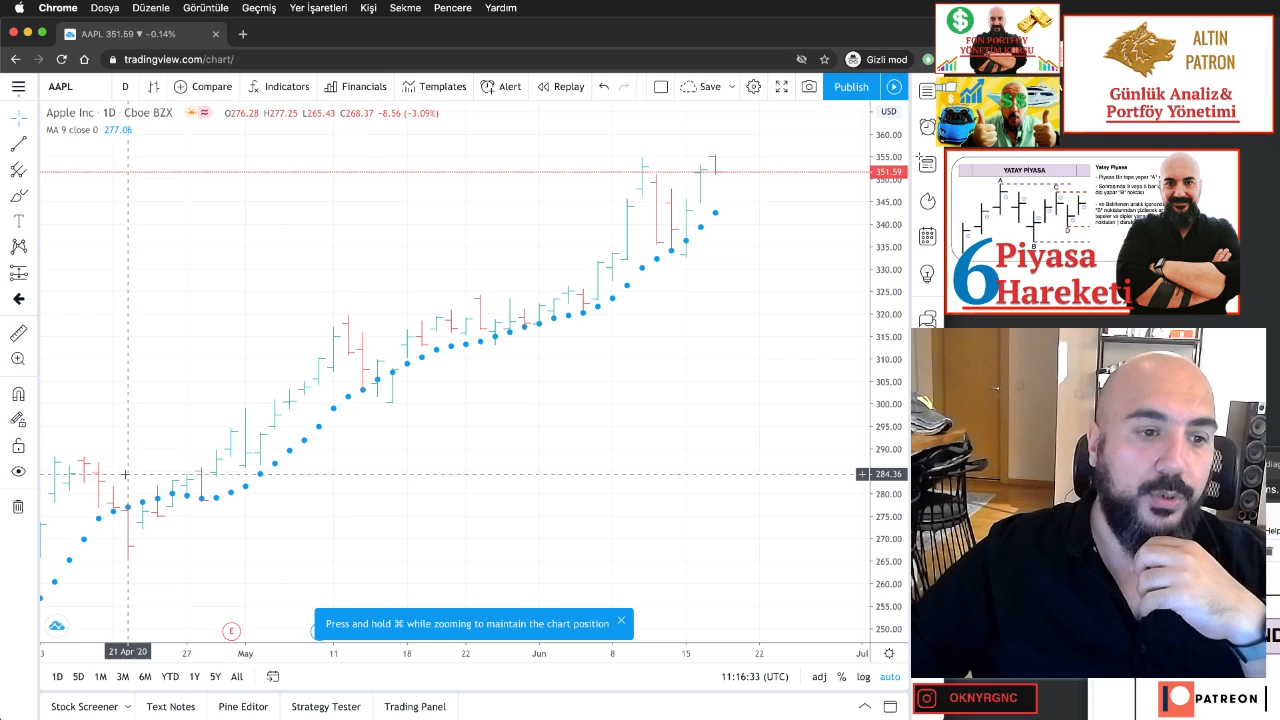 Chrome Dosya Düzenle Görüntüle Geçmiş Yer İşaretleri Kişi Sekme Pencere Yardım
AAPL 351.59 ▼ −0.14%
tradingview.com/chart/
Gizli mod
AAPL D Compare Indicators Financials Templates Alert Replay Save Publish
Apple Inc · 1D · Cboe BZX
O276.28 H277.25 L265.43 C268.37 −8.56 (−3.09%)
MA 9 close 0 277.06
USD
360.00
355.00
351.59
350.00
345.00
340.00
335.00
330.00
325.00
320.00
315.00
310.00
305.00
300.00
295.00
290.00
284.36
280.00
275.00
270.00
265.00
260.00
255.00
250.00
E
Press and hold ⌘ while zooming to maintain the chart position
3 21 Apr '20 27 May 11 18 22 Jun 8 15 22 Jul
1D 5D 1M 3M 6M YTD 1Y 5Y All
11:16:33 (UTC) adj % log auto
Stock Screener Text Notes Pine Editor Strategy Tester Trading Panel
FON PORTFÖY
YÖNETİM KURSU
ALTIN
PATRON
Günlük Analiz&
Portföy Yönetimi
YATAY PİYASA
Yatay Piyasa
A
B
C
D
6 Piyasa
Hareketi
OKNYRGNC
PATREON